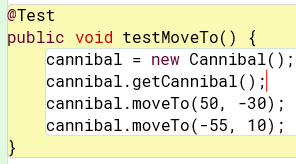 @Test
public void testMoveTo() {
    cannibal = new Cannibal();
    cannibal.getCannibal();
    cannibal.moveTo(50, -30);
    cannibal.moveTo(-55, 10);
}